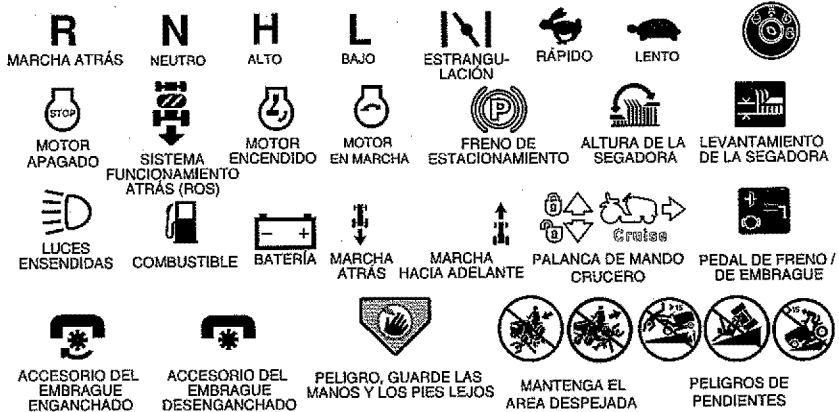 R N H L
MARCHA ATRÁS NEUTRO ALTO BAJO ESTRANGU-
LACIÓN RÁPIDO LENTO
STOP
MOTOR
APAGADO
SISTEMA
FUNCIONAMIENTO
ATRÁS (ROS)
MOTOR
ENCENDIDO
MOTOR
EN MARCHA
P
FRENO DE
ESTACIONAMIENTO
ALTURA DE LA
SEGADORA
LEVANTAMIENTO
DE LA SEGADORA
LUCES
ENSENDIDAS
COMBUSTIBLE
BATERÍA
MARCHA
ATRÁS
MARCHA
HACIA ADELANTE
Cruise
PALANCA DE MANDO
CRUCERO
PEDAL DE FRENO /
DE EMBRAGUE
ACCESORIO DEL
EMBRAGUE
ENGANCHADO
ACCESORIO DEL
EMBRAGUE
DESENGANCHADO
PELIGRO, GUARDE LAS
MANOS Y LOS PIES LEJOS
MANTENGA EL
AREA DESPEJADA
15
15
PELIGROS DE
PENDIENTES